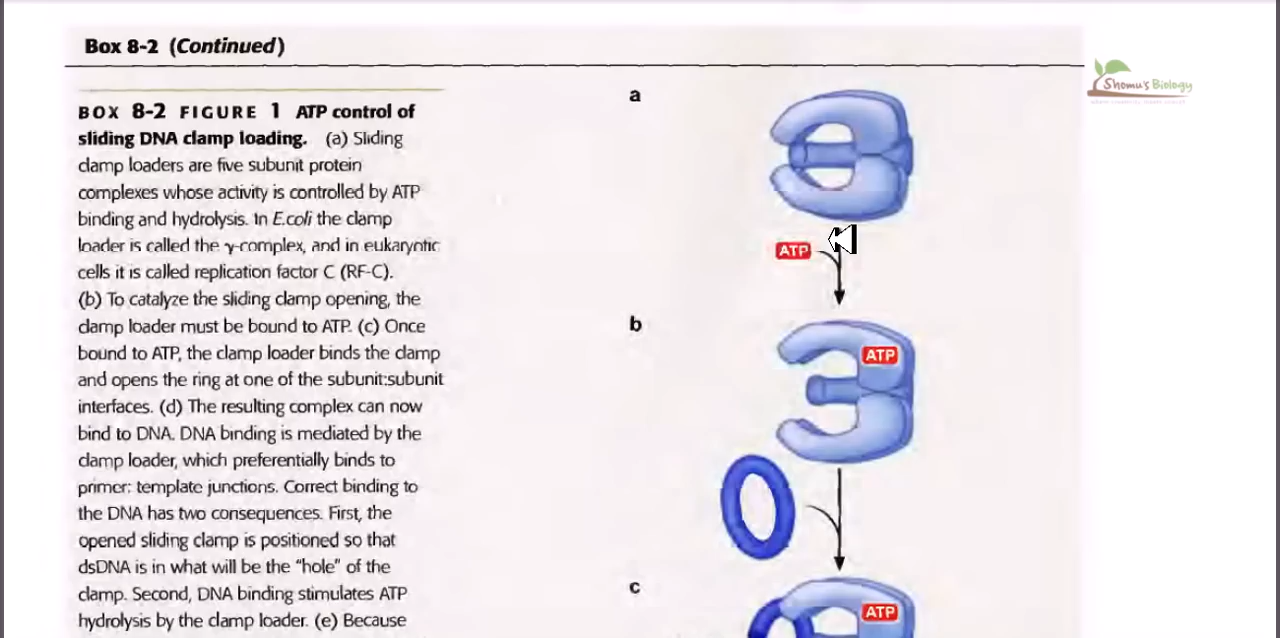 Box 8-2 (Continued)
Shomu's Biology
BOX 8-2 FIGURE 1 ATP control of
sliding DNA clamp loading. (a) Sliding
clamp loaders are five subunit protein
complexes whose activity is controlled by ATP
binding and hydrolysis. In E.coli the clamp
loader is called the γ-complex, and in eukaryotic
cells it is called replication factor C (RF-C).
(b) To catalyze the sliding clamp opening, the
clamp loader must be bound to ATP. (c) Once
bound to ATP, the clamp loader binds the clamp
and opens the ring at one of the subunit:subunit
interfaces. (d) The resulting complex can now
bind to DNA. DNA binding is mediated by the
clamp loader, which preferentially binds to
primer: template junctions. Correct binding to
the DNA has two consequences. First, the
opened sliding clamp is positioned so that
dsDNA is in what will be the "hole" of the
clamp. Second, DNA binding stimulates ATP
hydrolysis by the clamp loader. (e) Because
a
ATP
b
ATP
c
ATP